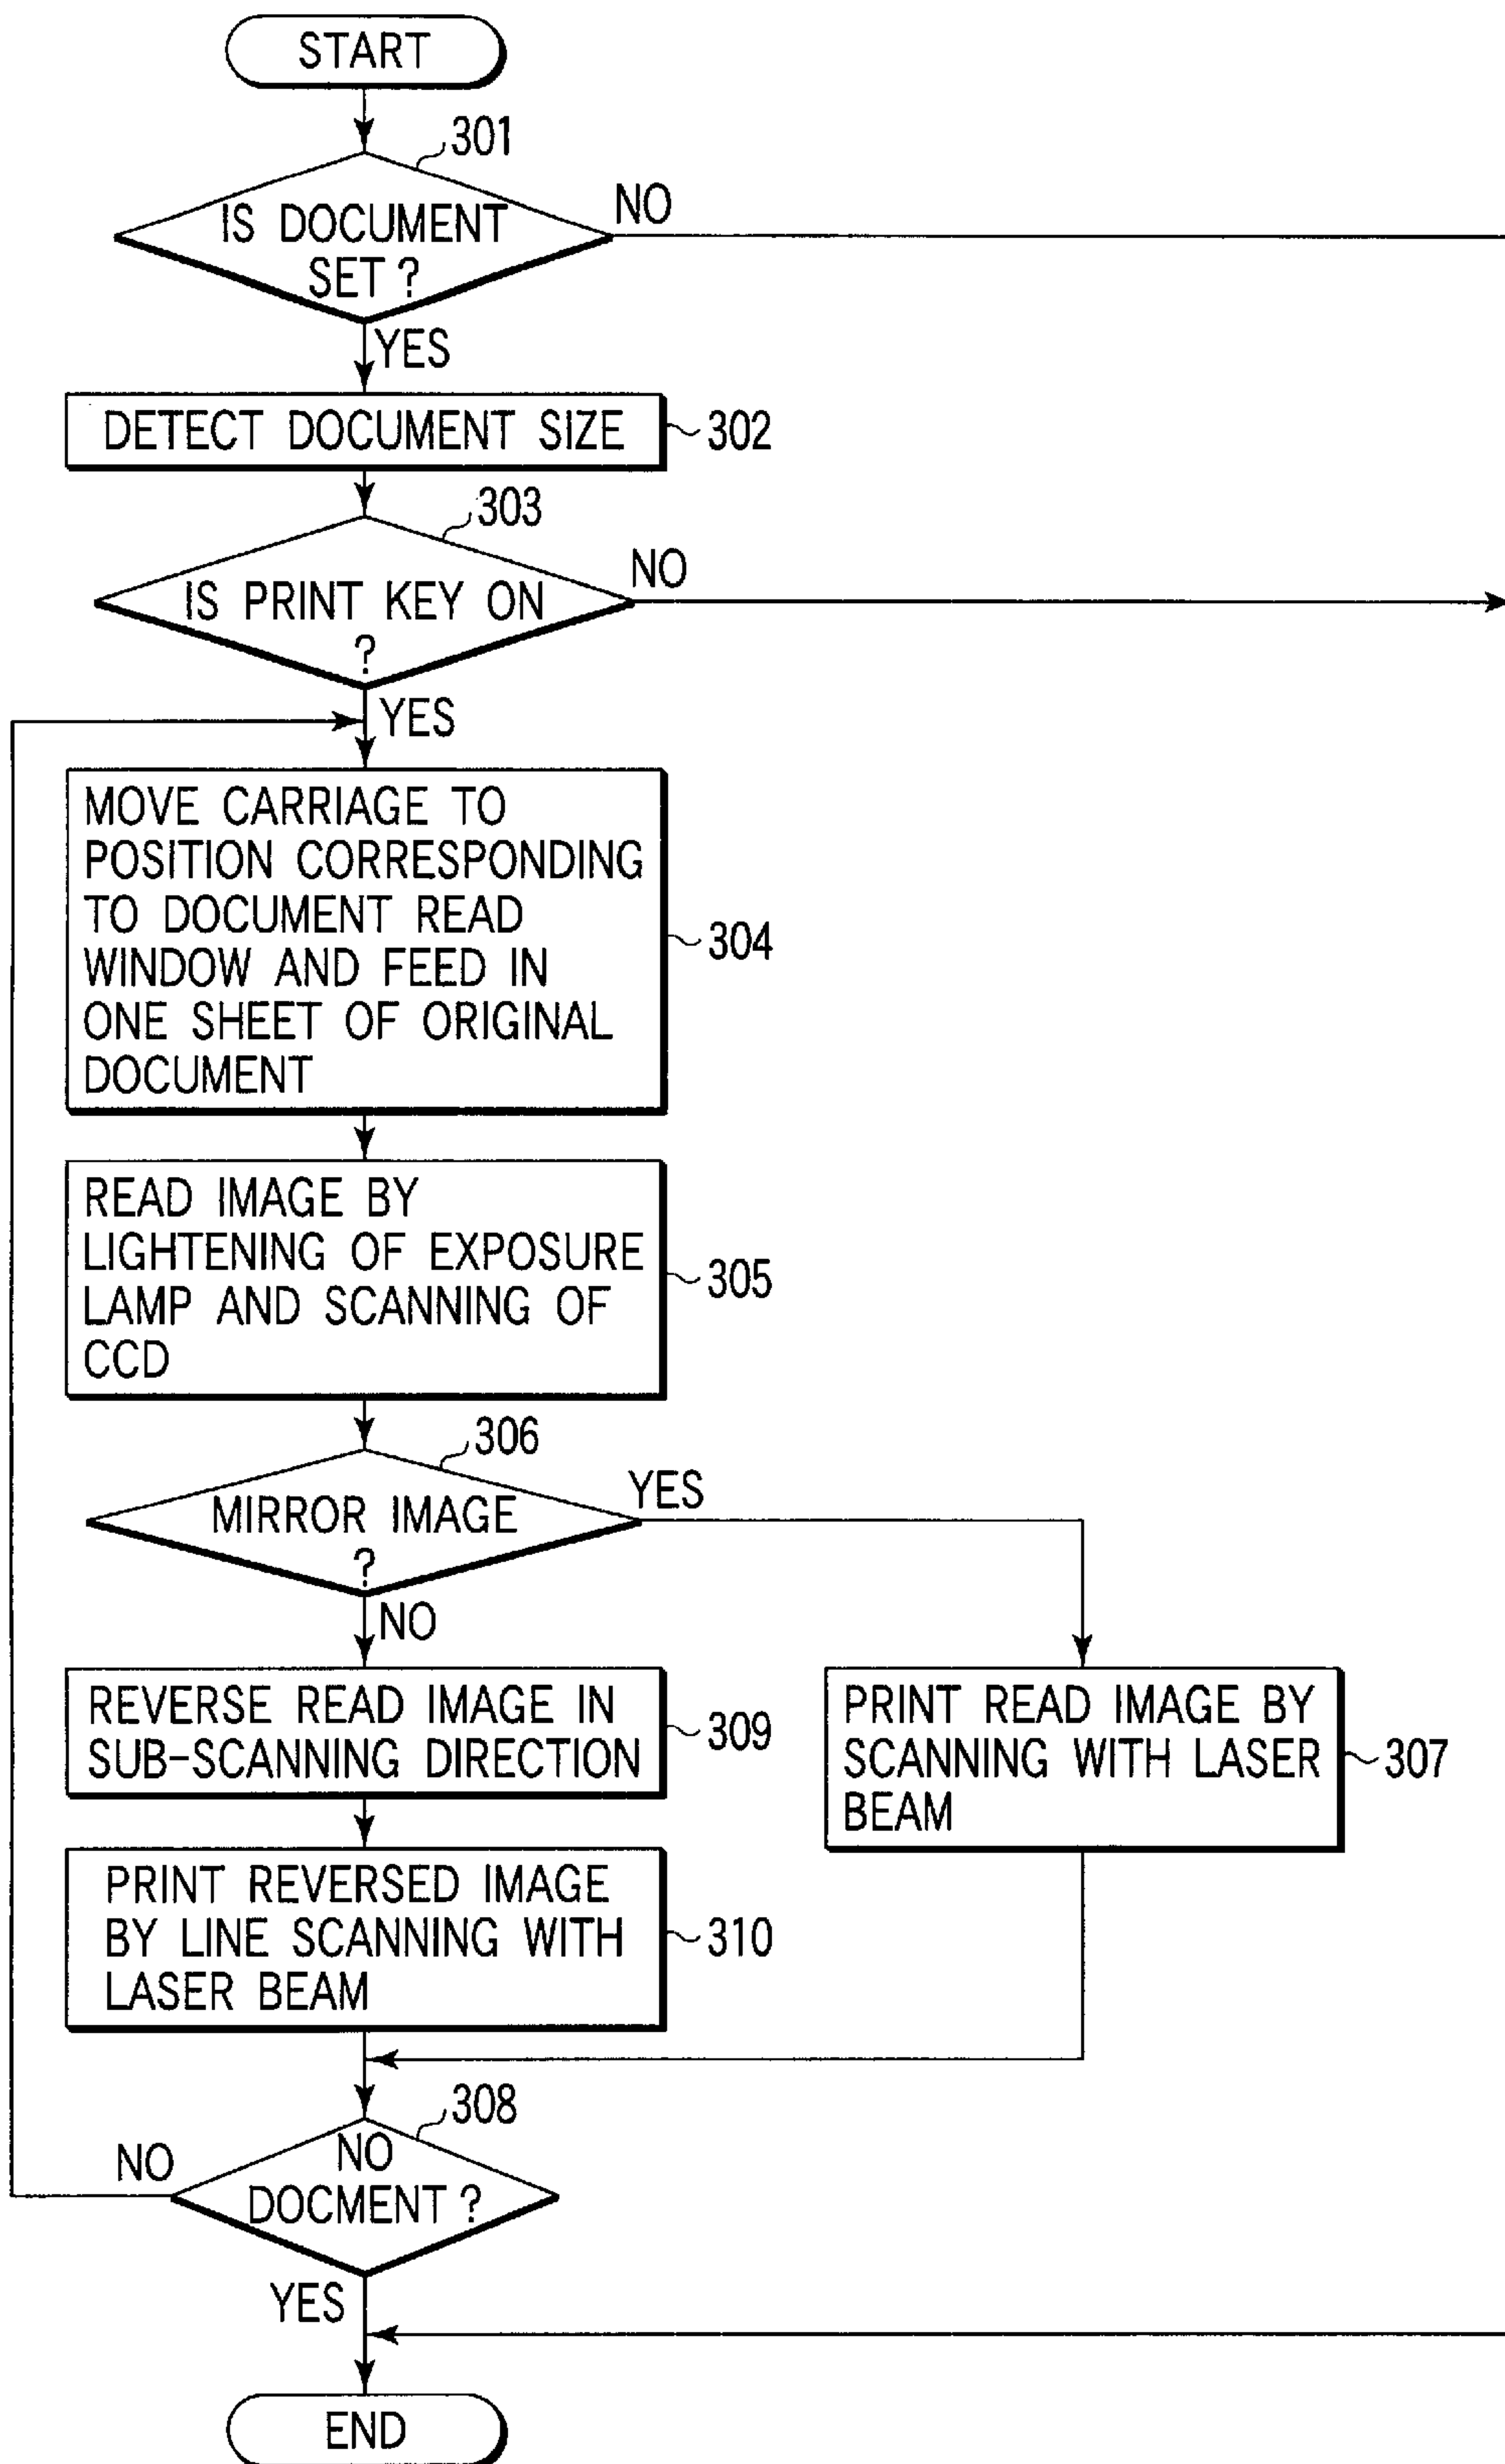 START
301
IS DOCUMENT
SET ?
NO
YES
DETECT DOCUMENT SIZE
302
303
IS PRINT KEY ON
?
NO
YES
MOVE CARRIAGE TO
POSITION CORRESPONDING
TO DOCUMENT READ
WINDOW AND FEED IN
ONE SHEET OF ORIGINAL
DOCUMENT
304
READ IMAGE BY
LIGHTENING OF EXPOSURE
LAMP AND SCANNING OF
CCD
305
306
MIRROR IMAGE
?
YES
NO
REVERSE READ IMAGE IN
SUB-SCANNING DIRECTION
309
PRINT READ IMAGE BY
SCANNING WITH LASER
BEAM
307
PRINT REVERSED IMAGE
BY LINE SCANNING WITH
LASER BEAM
310
308
NO
NO
DOCMENT ?
YES
END